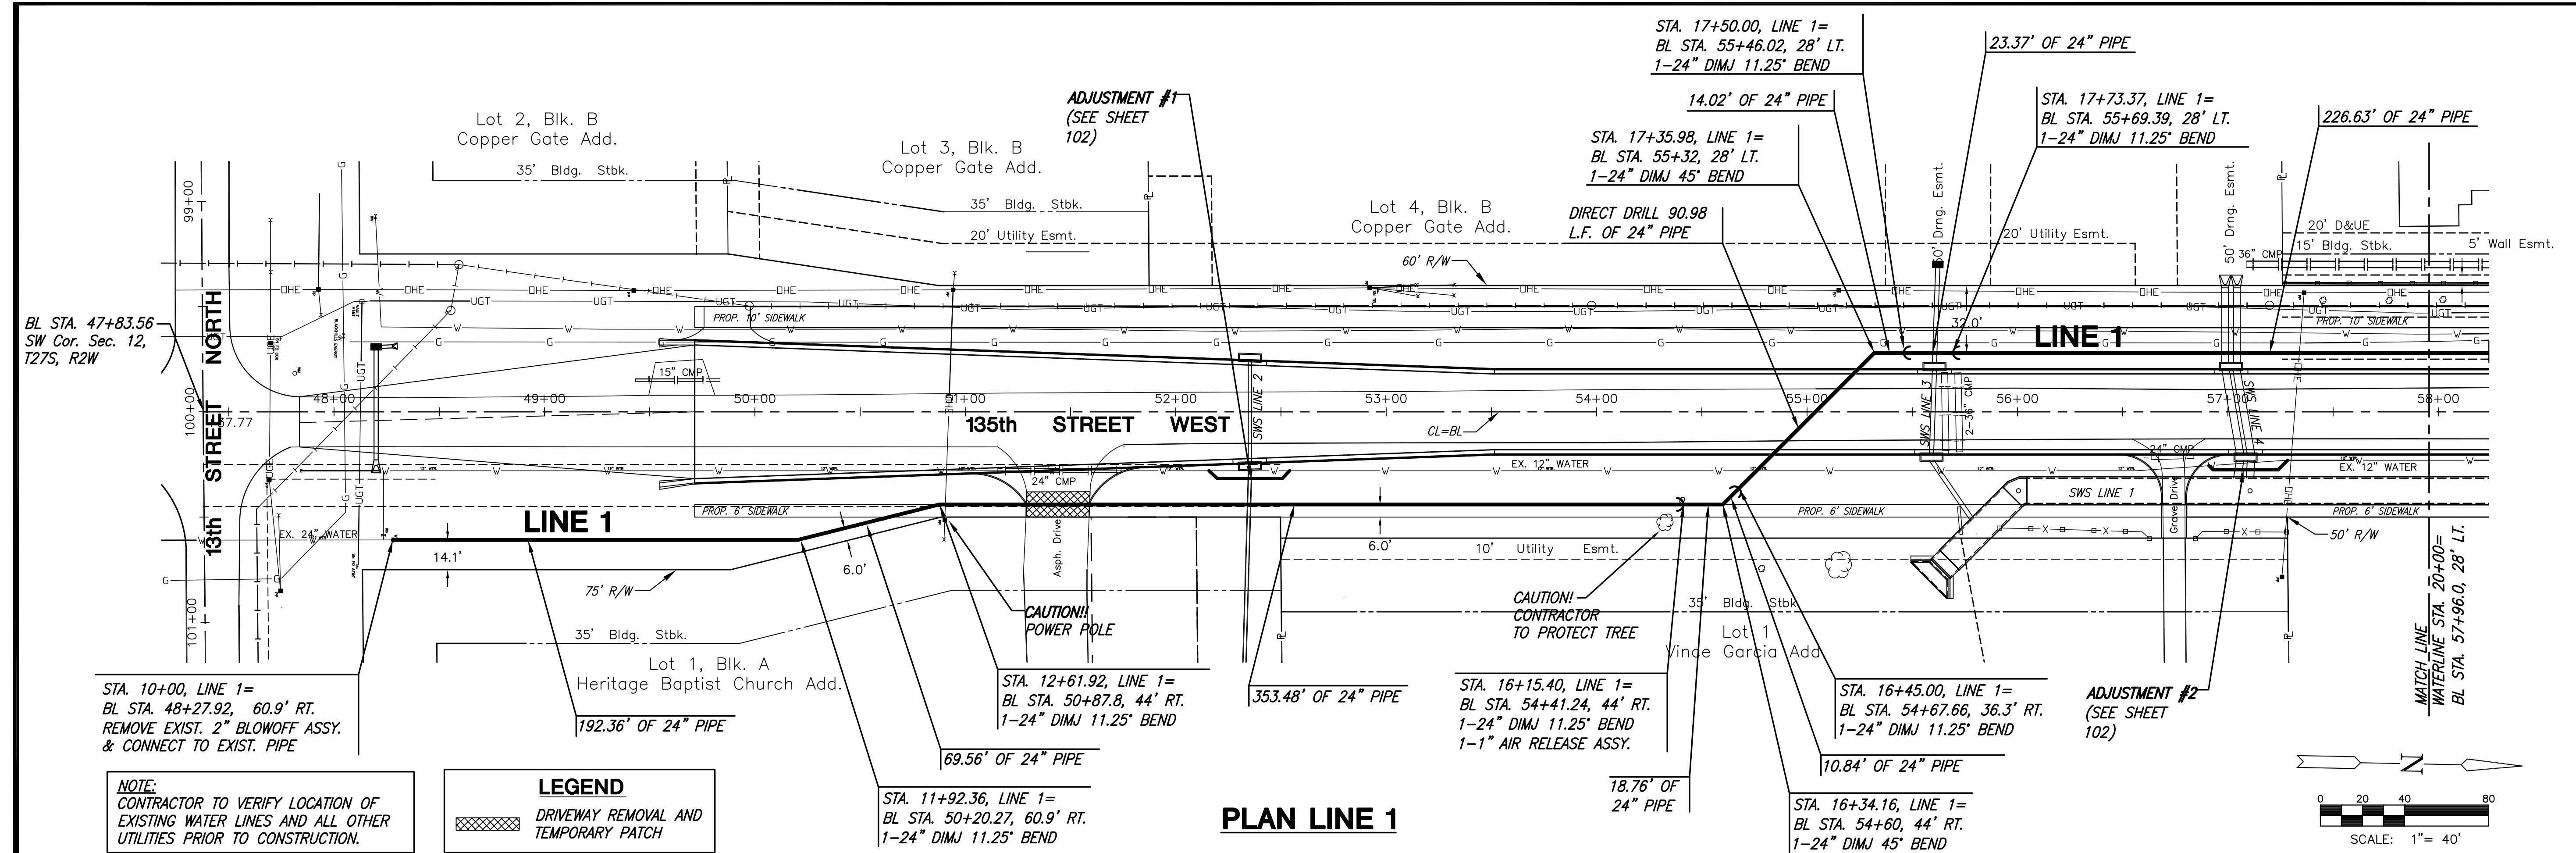 STA. 17+50.00, LINE 1=
BL STA. 55+46.02, 28' LT.
1-24" DIMJ 11.25° BEND
23.37' OF 24" PIPE
ADJUSTMENT #1
(SEE SHEET
102)
14.02' OF 24" PIPE
STA. 17+73.37, LINE 1=
BL STA. 55+69.39, 28' LT.
1-24" DIMJ 11.25° BEND
226.63' OF 24" PIPE
Lot 2, Blk. B
Copper Gate Add.
Lot 3, Blk. B
Copper Gate Add.
STA. 17+35.98, LINE 1=
BL STA. 55+32, 28' LT.
1-24" DIMJ 45° BEND
35' Bldg. Stbk.
35' Bldg. Stbk.
Lot 4, Blk. B
Copper Gate Add.
DIRECT DRILL 90.98
L.F. OF 24" PIPE
20' Utility Esmt.
60' R/W
50' Drng. Esmt.
20' Utility Esmt.
50' Drng. Esmt.
20' D&UE
15' Bldg. Stbk.
5' Wall Esmt.
36" CMP
99+00
OHE
UGT
W
G
BL STA. 47+83.56
SW Cor. Sec. 12,
T27S, R2W
PROP. 10' SIDEWALK
32.0'
LINE 1
PROP. 10' SIDEWALK
15" CMP
13th STREET NORTH
100+00
47.77
48+00
49+00
50+00
51+00
52+00
53+00
54+00
55+00
56+00
57+00
58+00
135th STREET WEST
SWS LINE 2
CL=BL
SWS LINE 3
2-36" CMP
SWS LINE 4
EX. 12" WATER
24" CMP
24" CMP
EX. 12" WATER
SWS LINE 1
Gravel Drive
PROP. 6' SIDEWALK
PROP. 6' SIDEWALK
PROP. 6' SIDEWALK
LINE 1
EX. 24" WATER
14.1'
6.0'
Asph. Drive
6.0'
10' Utility Esmt.
50' R/W
75' R/W
101+00
CAUTION!!
POWER POLE
CAUTION!
CONTRACTOR
TO PROTECT TREE
35' Bldg. Stbk.
35' Bldg. Stbk
Lot 1
Vince Garcia Add
Lot 1, Blk. A
Heritage Baptist Church Add.
MATCH LINE
WATERLINE STA. 20+00=
BL STA. 57+96.0, 28' LT.
STA. 10+00, LINE 1=
BL STA. 48+27.92, 60.9' RT.
REMOVE EXIST. 2" BLOWOFF ASSY.
& CONNECT TO EXIST. PIPE
192.36' OF 24" PIPE
STA. 12+61.92, LINE 1=
BL STA. 50+87.8, 44' RT.
1-24" DIMJ 11.25° BEND
353.48' OF 24" PIPE
STA. 16+15.40, LINE 1=
BL STA. 54+41.24, 44' RT.
1-24" DIMJ 11.25° BEND
1-1" AIR RELEASE ASSY.
STA. 16+45.00, LINE 1=
BL STA. 54+67.66, 36.3' RT.
1-24" DIMJ 11.25° BEND
ADJUSTMENT #2
(SEE SHEET
102)
69.56' OF 24" PIPE
10.84' OF 24" PIPE
18.76' OF
24" PIPE
STA. 11+92.36, LINE 1=
BL STA. 50+20.27, 60.9' RT.
1-24" DIMJ 11.25° BEND
STA. 16+34.16, LINE 1=
BL STA. 54+60, 44' RT.
1-24" DIMJ 45° BEND
NOTE:
CONTRACTOR TO VERIFY LOCATION OF
EXISTING WATER LINES AND ALL OTHER
UTILITIES PRIOR TO CONSTRUCTION.
LEGEND
DRIVEWAY REMOVAL AND
TEMPORARY PATCH
PLAN LINE 1
N
0 20 40 80
SCALE: 1"= 40'